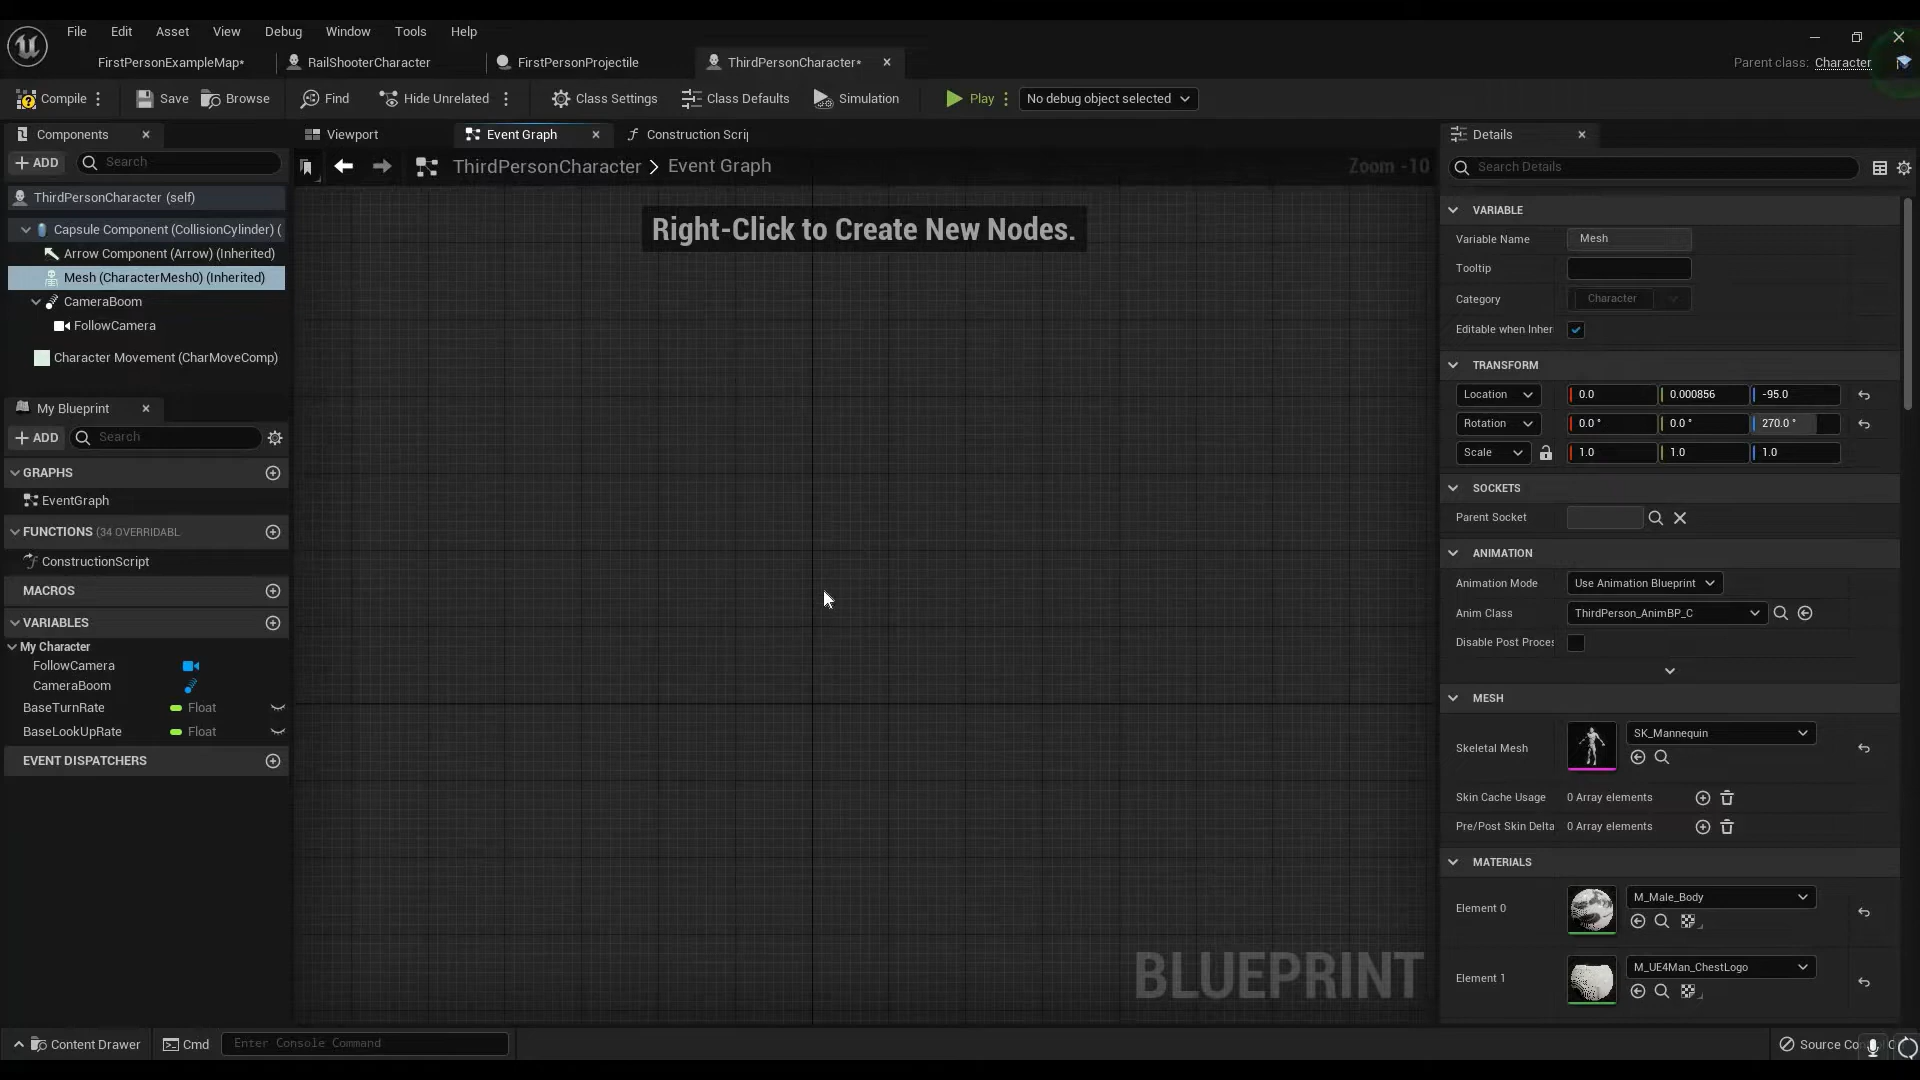 File Edit Asset View Debug Window Tools Help
FirstPersonExampleMap* RailShooterCharacter FirstPersonProjectile ThirdPersonCharacter* Parent class: Character
Compile Save Browse Find Hide Unrelated Class Settings Class Defaults Simulation Play No debug object selected
Components Viewport Event Graph Construction Scrip Details
ADD Search ThirdPersonCharacter Event Graph Zoom -10 Search Details
ThirdPersonCharacter (self)
Capsule Component (CollisionCylinder) (
Arrow Component (Arrow) (Inherited)
Mesh (CharacterMesh0) (Inherited)
CameraBoom
FollowCamera
Character Movement (CharMoveComp)
Right-Click to Create New Nodes.
My Blueprint
ADD Search
GRAPHS
EventGraph
FUNCTIONS (34 OVERRIDABL
ConstructionScript
MACROS
VARIABLES
My Character
FollowCamera
CameraBoom
BaseTurnRate Float
BaseLookUpRate Float
EVENT DISPATCHERS
BLUEPRINT
VARIABLE
Variable Name Mesh
Tooltip
Category Character
Editable when Inher
TRANSFORM
Location 0.0 0.000856 -95.0
Rotation 0.0 ° 0.0 ° 270.0 °
Scale 1.0 1.0 1.0
SOCKETS
Parent Socket
ANIMATION
Animation Mode Use Animation Blueprint
Anim Class ThirdPerson_AnimBP_C
Disable Post Proces
MESH
Skeletal Mesh SK_Mannequin
Skin Cache Usage 0 Array elements
Pre/Post Skin Delta 0 Array elements
MATERIALS
Element 0 M_Male_Body
Element 1 M_UE4Man_ChestLogo
Content Drawer Cmd Enter Console Command Source Co